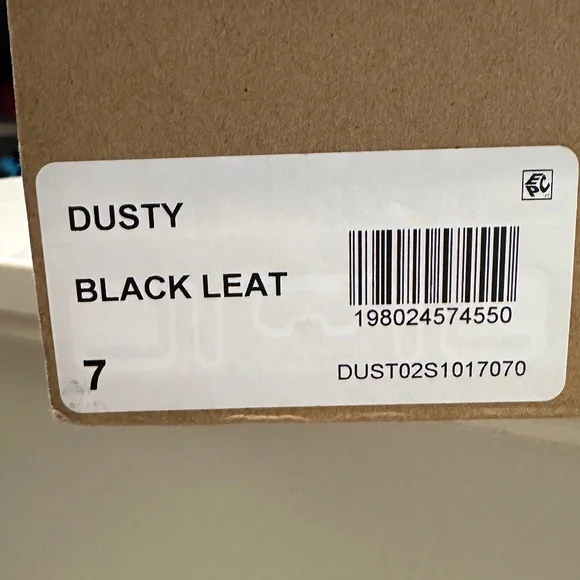 DUSTY
BLACK LEAT
198024574550
7
DUST02S1017070